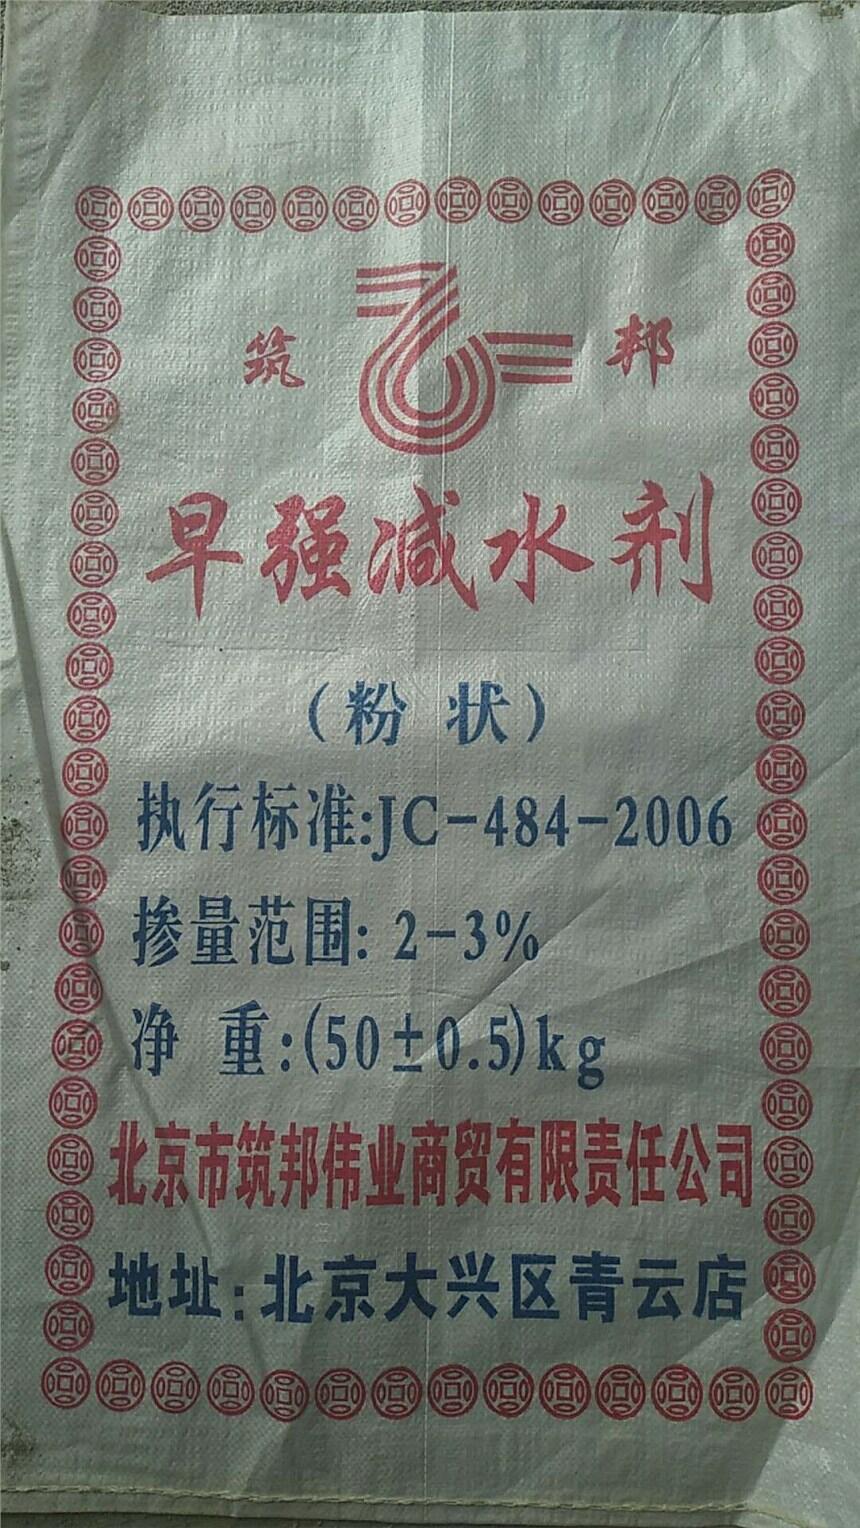 筑 邦
早强减水剂
(粉 状)
执行标准:JC-484-2006
掺量范围: 2-3%
净 重:(50±0.5)kg
北京市筑邦伟业商贸有限责任公司
地址:北京大兴区青云店